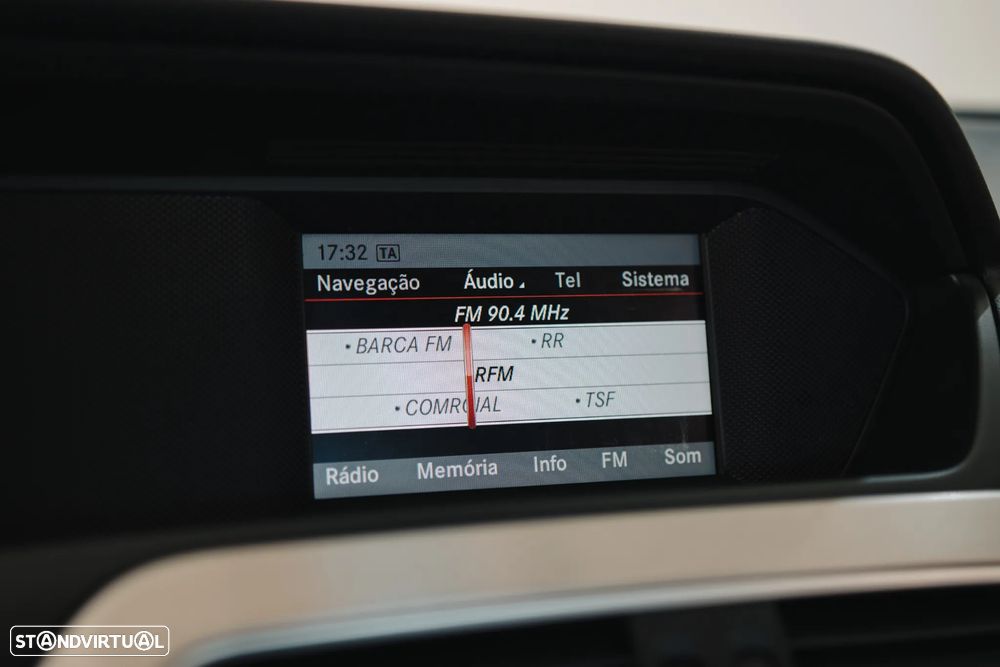 17:32 TA
Navegação Áudio Tel Sistema
FM 90.4 MHz
• BARCA FM • RR
RFM
• COMRCIAL • TSF
Rádio Memória Info FM Som
STANDVIRTUAL